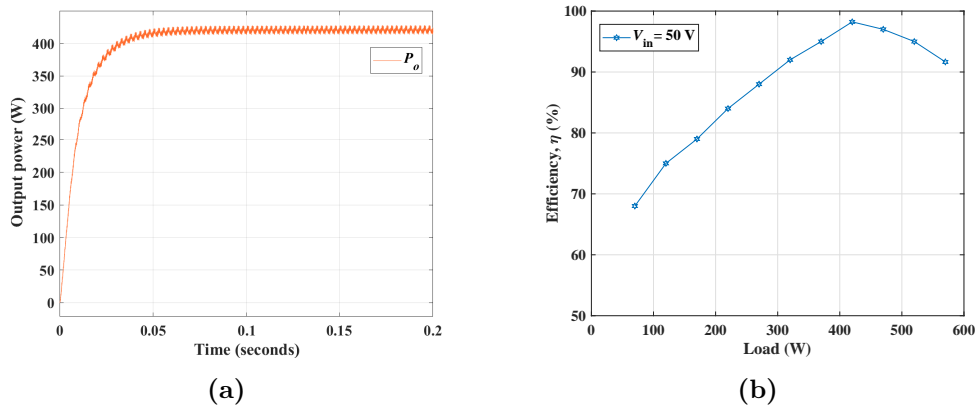 400
350
300
250
200
150
100
50
0
Output power (W)
P_o
0 0.05 0.1 0.15 0.2
Time (seconds)
(a)
100
90
80
70
60
50
Efficiency, η (%)
V_in = 50 V
0 100 200 300 400 500 600
Load (W)
(b)